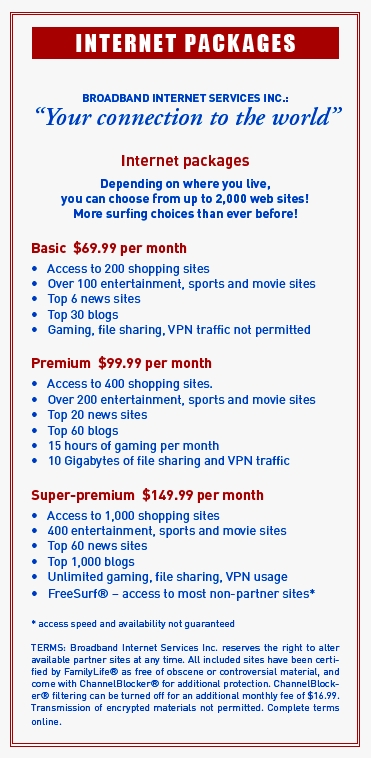 INTERNET PACKAGES
BROADBAND INTERNET SERVICES INC.:
“Your connection to the world”
Internet packages
Depending on where you live,
you can choose from up to 2,000 web sites!
More surfing choices than ever before!
Basic $69.99 per month
• Access to 200 shopping sites
• Over 100 entertainment, sports and movie sites
• Top 6 news sites
• Top 30 blogs
• Gaming, file sharing, VPN traffic not permitted
Premium $99.99 per month
• Access to 400 shopping sites.
• Over 200 entertainment, sports and movie sites
• Top 20 news sites
• Top 60 blogs
• 15 hours of gaming per month
• 10 Gigabytes of file sharing and VPN traffic
Super-premium $149.99 per month
• Access to 1,000 shopping sites
• 400 entertainment, sports and movie sites
• Top 60 news sites
• Top 1,000 blogs
• Unlimited gaming, file sharing, VPN usage
• FreeSurf® – access to most non-partner sites*
* access speed and availability not guaranteed
TERMS: Broadband Internet Services Inc. reserves the right to alter
available partner sites at any time. All included sites have been certi-
fied by FamilyLife® as free of obscene or controversial material, and
come with ChannelBlocker® for additional protection. ChannelBlock-
er® filtering can be turned off for an additional monthly fee of $16.99.
Transmission of encrypted materials not permitted. Complete terms
online.